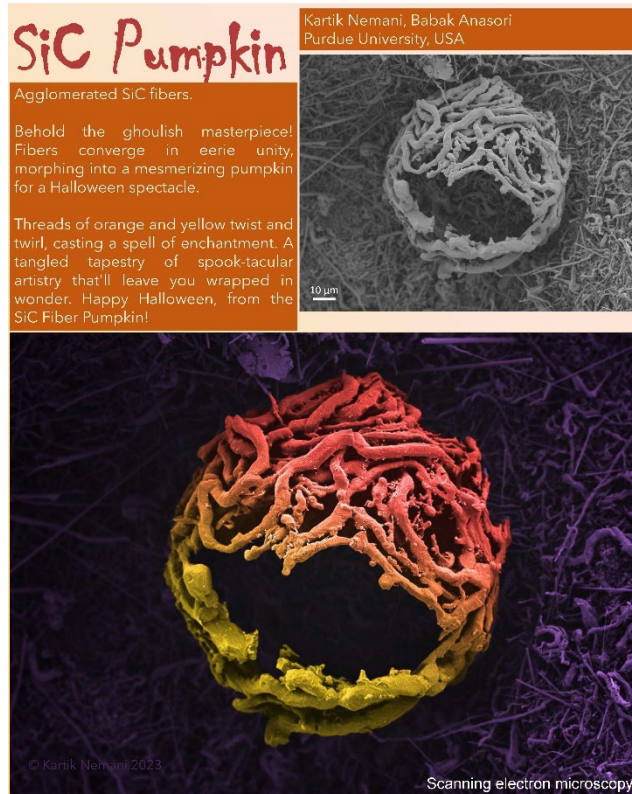 SiC Pumpkin
Kartik Nemani, Babak Anasori
Purdue University, USA
Agglomerated SiC fibers.
Behold the ghoulish masterpiece!
Fibers converge in eerie unity,
morphing into a mesmerizing pumpkin
for a Halloween spectacle.
Threads of orange and yellow twist and
twirl, casting a spell of enchantment. A
tangled tapestry of spook-tacular
artistry that'll leave you wrapped in
wonder. Happy Halloween, from the
SiC Fiber Pumpkin!
10 µm
© Kartik Nemani 2023
Scanning electron microscopy